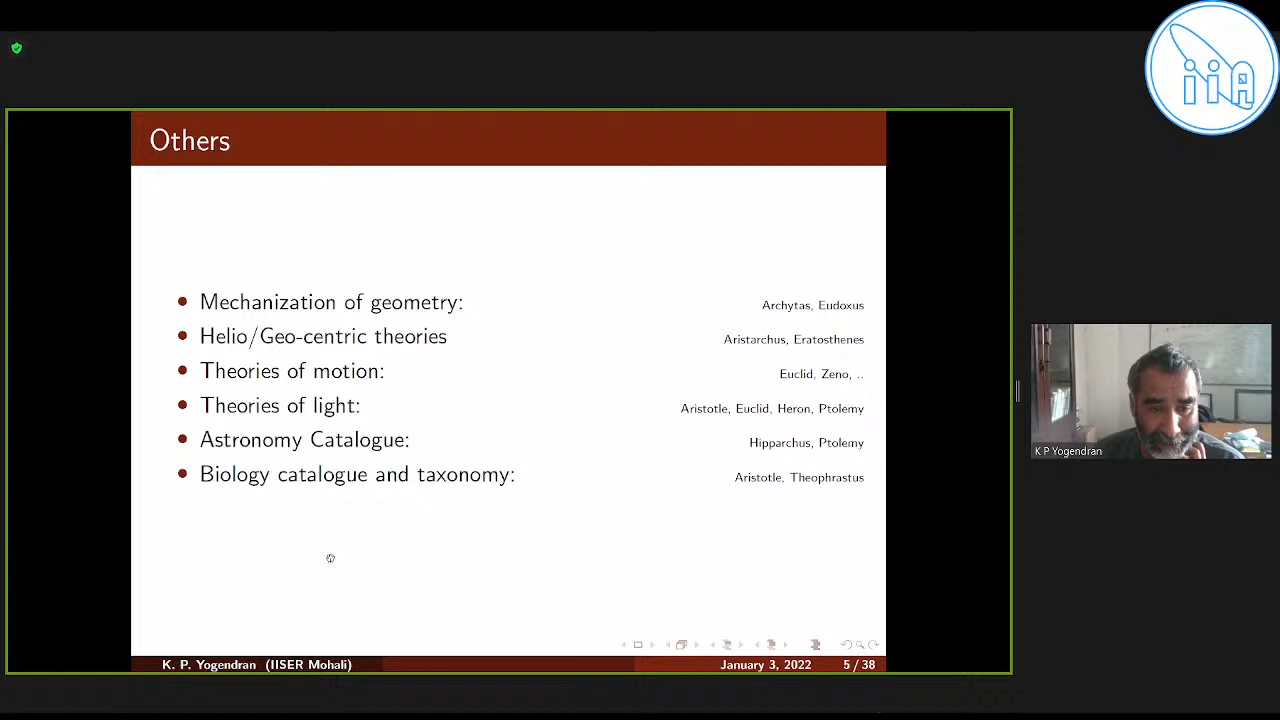 iiA
Others
Mechanization of geometry: Archytas, Eudoxus
Helio/Geo-centric theories Aristarchus, Eratosthenes
Theories of motion: Euclid, Zeno, ..
Theories of light: Aristotle, Euclid, Heron, Ptolemy
Astronomy Catalogue: Hipparchus, Ptolemy
Biology catalogue and taxonomy: Aristotle, Theophrastus
K P Yogendran
K. P. Yogendran (IISER Mohali) January 3, 2022 5 / 38